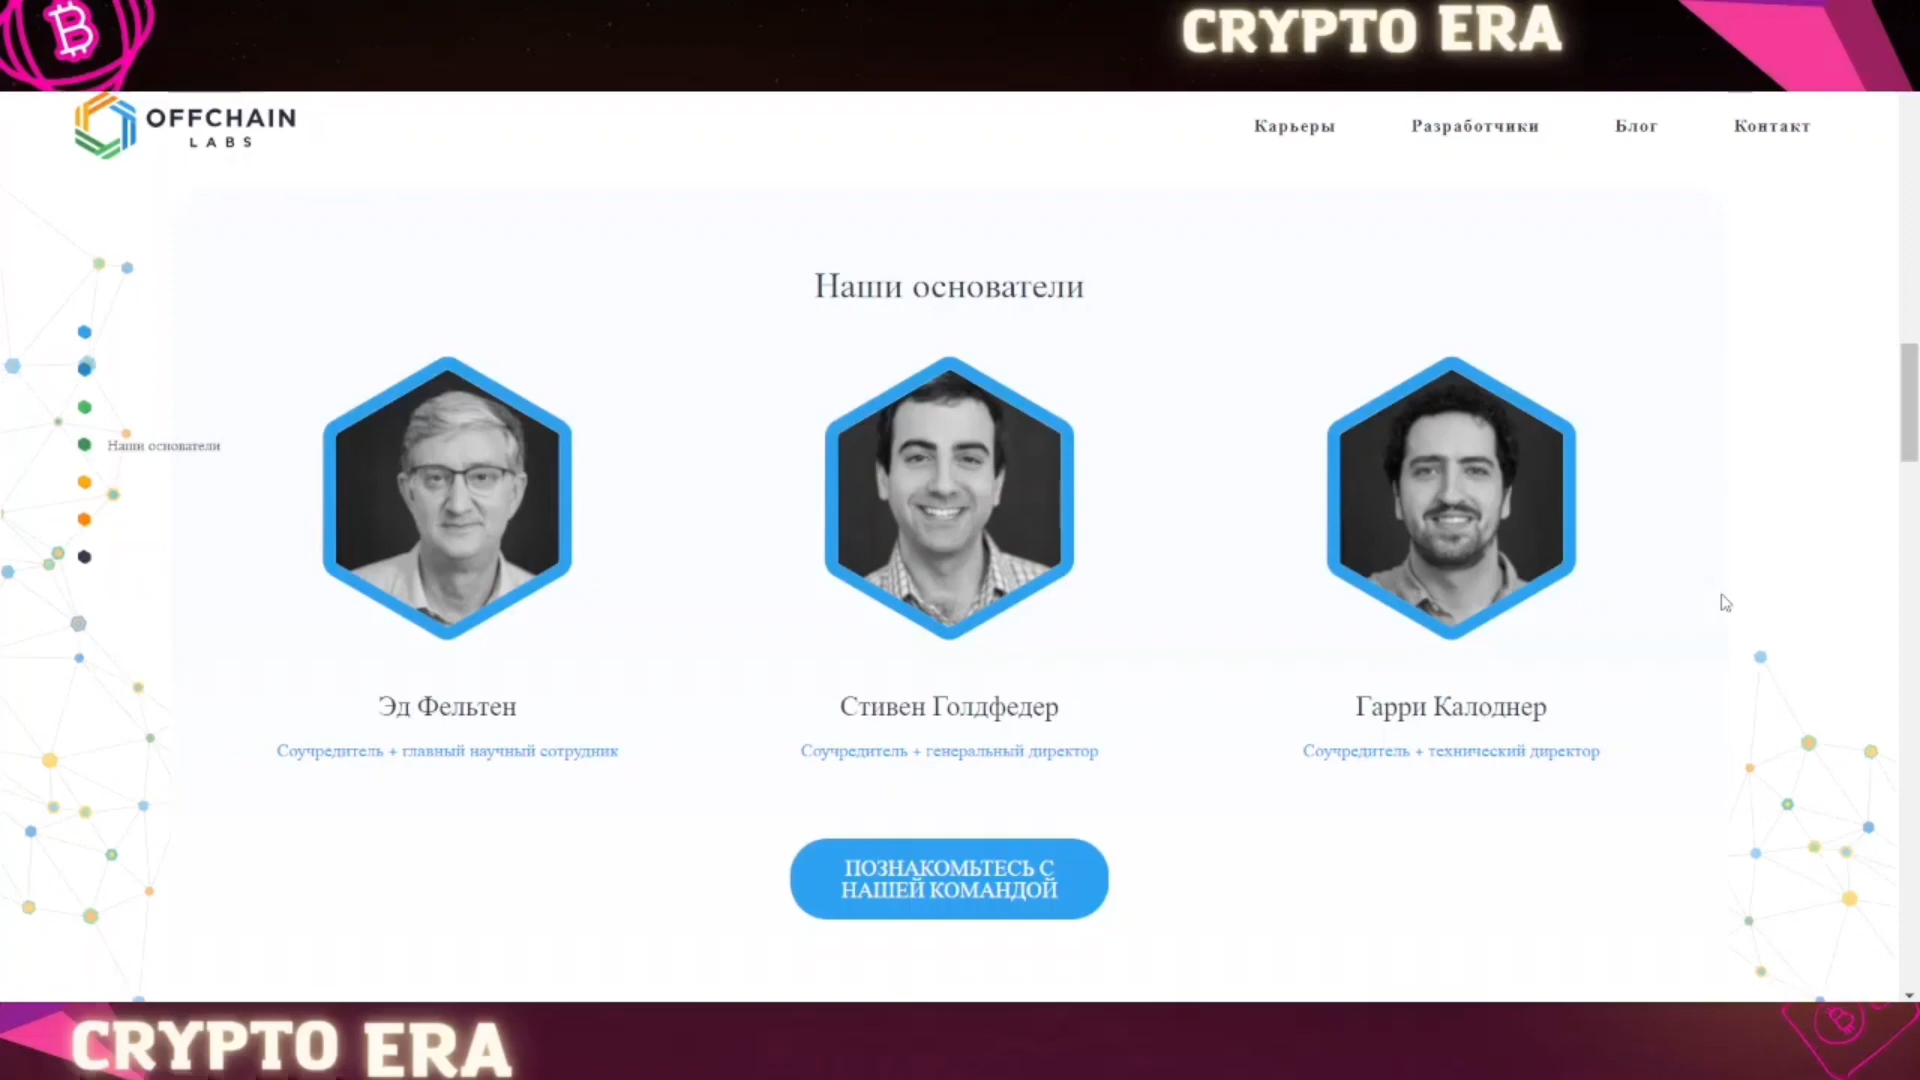 CRYPTO ERA
OFFCHAIN
LABS
Карьеры
Разработчики
Блог
Контакт
Наши основатели
Наши основатели
Эд Фельтен
Стивен Голдфедер
Гарри Калоднер
Соучредитель + главный научный сотрудник
Соучредитель + генеральный директор
Соучредитель + технический директор
ПОЗНАКОМЬТЕСЬ С
НАШЕЙ КОМАНДОЙ
CRYPTO ERA